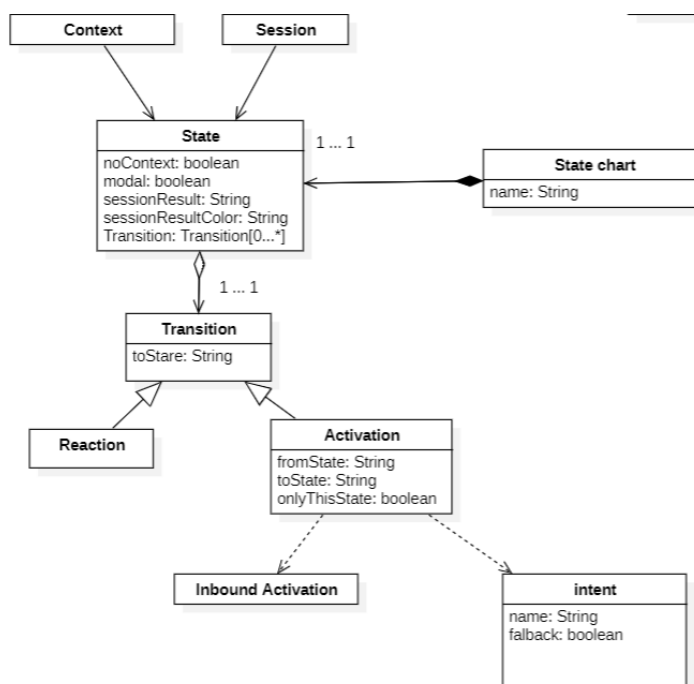 Context
Session
State
noContext: boolean
modal: boolean
sessionResult: String
sessionResultColor: String
Transition: Transition[0...*]
1 ... 1
State chart
name: String
1 ... 1
Transition
toStare: String
Reaction
Activation
fromState: String
toState: String
onlyThisState: boolean
Inbound Activation
intent
name: String
falback: boolean